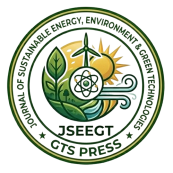 JOURNAL OF SUSTAINABLE ENERGY, ENVIRONMENT & GREEN TECHNOLOGIES
JSEEGT
★ GTS PRESS ★